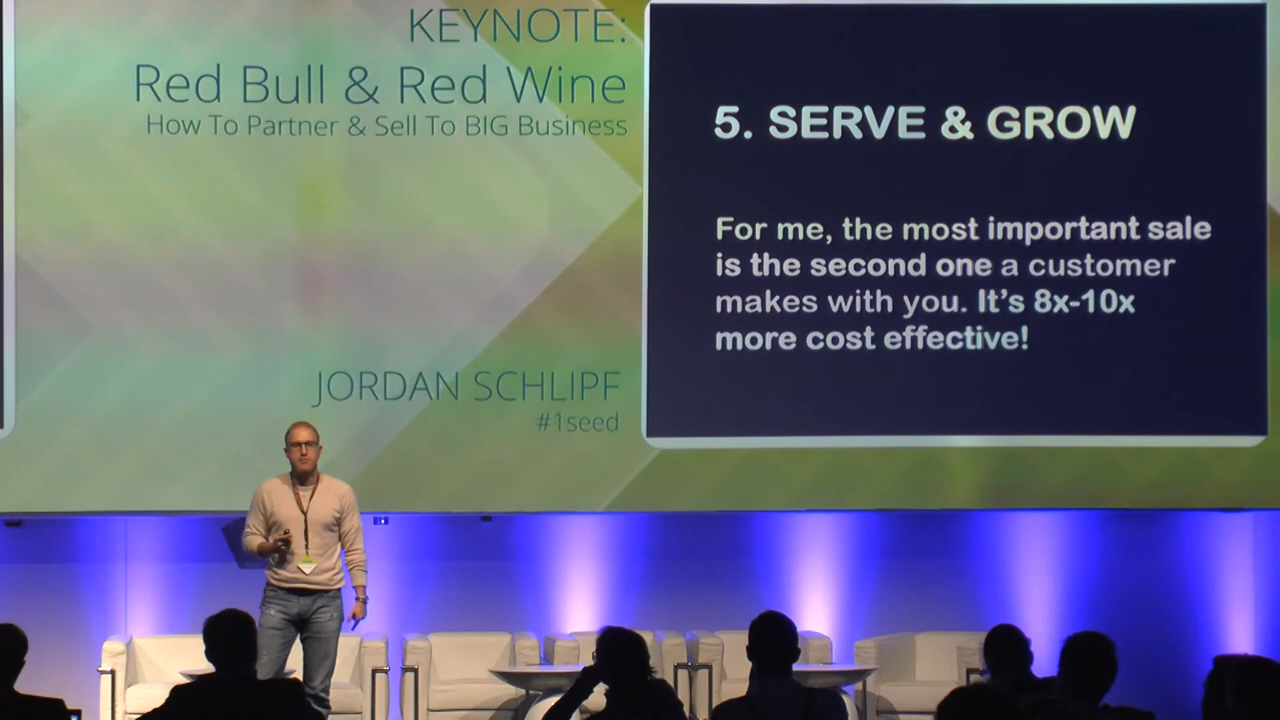 KEYNOTE:
Red Bull & Red Wine
How To Partner & Sell To BIG Business
JORDAN SCHLIPF
#1seed
5. SERVE & GROW
For me, the most important sale
is the second one a customer
makes with you. It's 8x-10x
more cost effective!